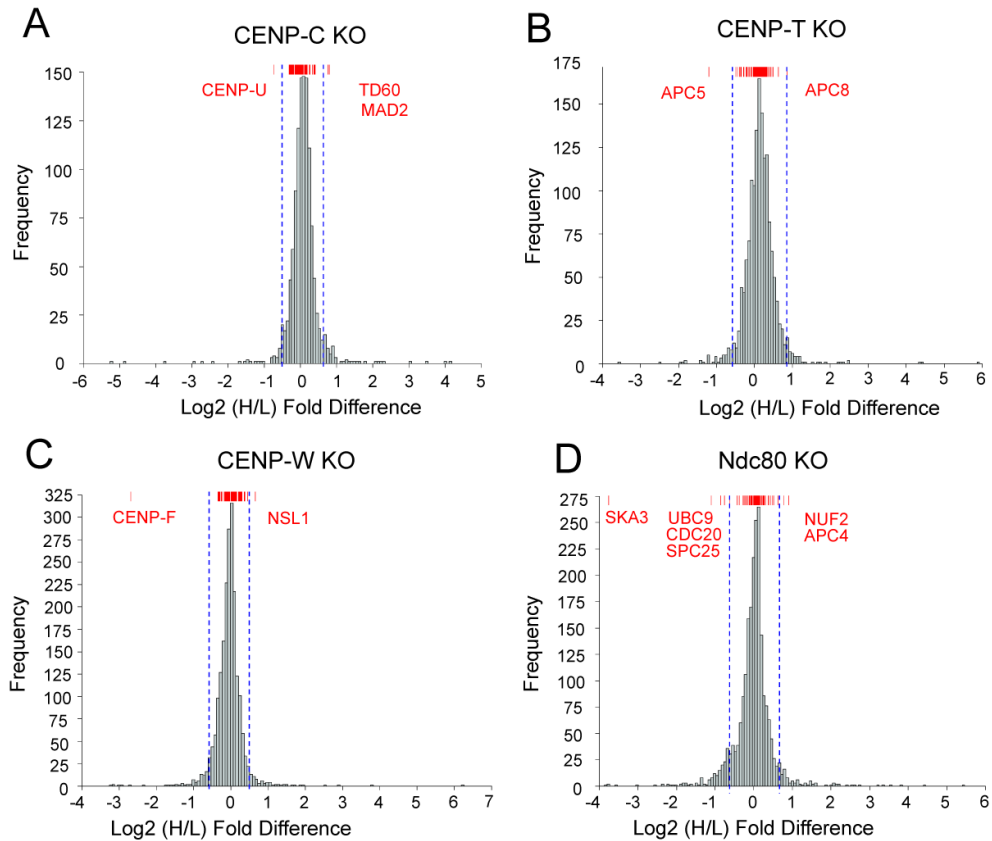 A
CENP-C KO
CENP-U
TD60
MAD2
Frequency
150
125
100
75
50
25
0
-6 -5 -4 -3 -2 -1 0 1 2 3 4 5
Log2 (H/L) Fold Difference
B
CENP-T KO
APC5
APC8
Frequency
175
150
125
100
75
50
25
0
-4 -3 -2 -1 0 1 2 3 4 5 6
Log2 (H/L) Fold Difference
C
CENP-W KO
CENP-F
NSL1
Frequency
325
300
275
250
225
200
175
150
125
100
75
50
25
0
-4 -3 -2 -1 0 1 2 3 4 5 6 7
Log2 (H/L) Fold Difference
D
Ndc80 KO
SKA3
UBC9
CDC20
SPC25
NUF2
APC4
Frequency
275
250
225
200
175
150
125
100
75
50
25
0
-4 -3 -2 -1 0 1 2 3 4 5 6
Log2 (H/L) Fold Difference